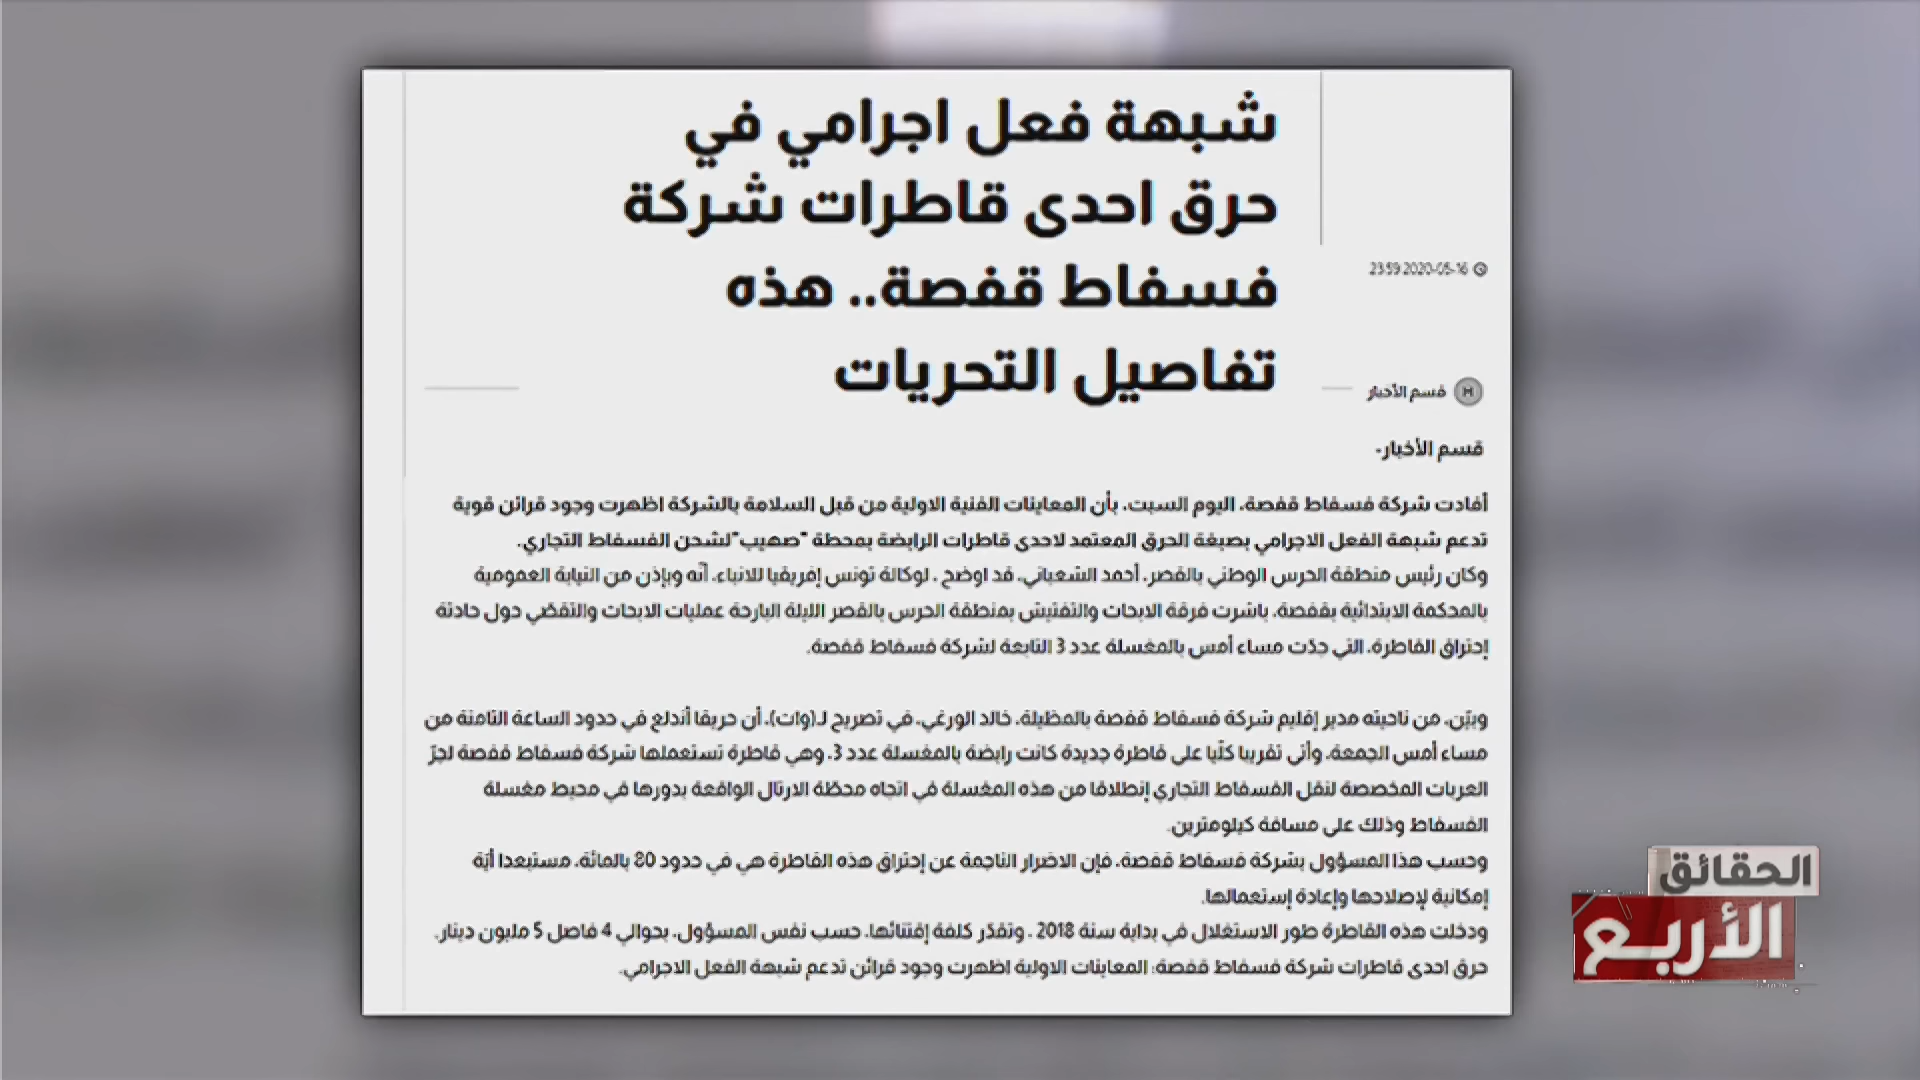 شبهة فعل اجرامي في
حرق احدى قاطرات شركة
فسفاط قفصة.. هذه
تفاصيل التحريات
23:59 2020-05-16
قسم الأخبار
قسم الأخبار-
أفادت شركة فسفاط قفصة، اليوم السبت، بأن المعاينات الفنية الاولية من قبل السلامة بالشركة اظهرت وجود قرائن قوية
تدعم شبهة الفعل الاجرامي بصبغة الحرق المعتمد لاحدى قاطرات الرابضة بمحطة "صهيب"لشحن الفسفاط التجاري.
وكان رئيس منطقة الحرس الوطني بالقصر، أحمد الشعباني، قد اوضح ، لوكالة تونس إفريقيا للانباء، أنّه وبإذن من النيابة العمومية
بالمحكمة الابتدائية بقفصة، باشرت فرقة الابحاث والتفتيش بمنطقة الحرس بالقصر الليلة البارحة عمليات الابحاث والتقصّي حول حادثة
إحتراق القاطرة، التي جدّت مساء أمس بالمغسلة عدد 3 التابعة لشركة فسفاط قفصة.
وبيّن، من ناحيته مدير إقليم شركة فسفاط قفصة بالمظيلة، خالد الورغي، في تصريح لـ(وات)، أن حريقا أندلع في حدود الساعة الثامنة من
مساء أمس الجمعة، وأتى تقريبا كلّيا على قاطرة جديدة كانت رابضة بالمغسلة عدد 3، وهي قاطرة تستعملها شركة فسفاط قفصة لجرّ
العربات المخصصة لنقل الفسفاط التجاري إنطلاقا من هذه المغسلة في اتجاه محطّة الارتال الواقعة بدورها في محيط مغسلة
الفسفاط وذلك على مسافة كيلومترين.
وحسب هذا المسؤول بشركة فسفاط قفصة، فإن الاضرار الناجمة عن إحتراق هذه القاطرة هي في حدود 80 بالمائة، مستبعدا أيّة
إمكانية لإصلاحها وإعادة إستعمالها.
ودخلت هذه القاطرة طور الاستغلال في بداية سنة 2018 ، وتقدّر كلفة إقتنائها، حسب نفس المسؤول، بحوالي 4 فاصل 5 مليون دينار.
حرق احدى قاطرات شركة فسفاط قفصة: المعاينات الاولية اظهرت وجود قرائن تدعم شبهة الفعل الاجرامي.
الحقائق
الأربع